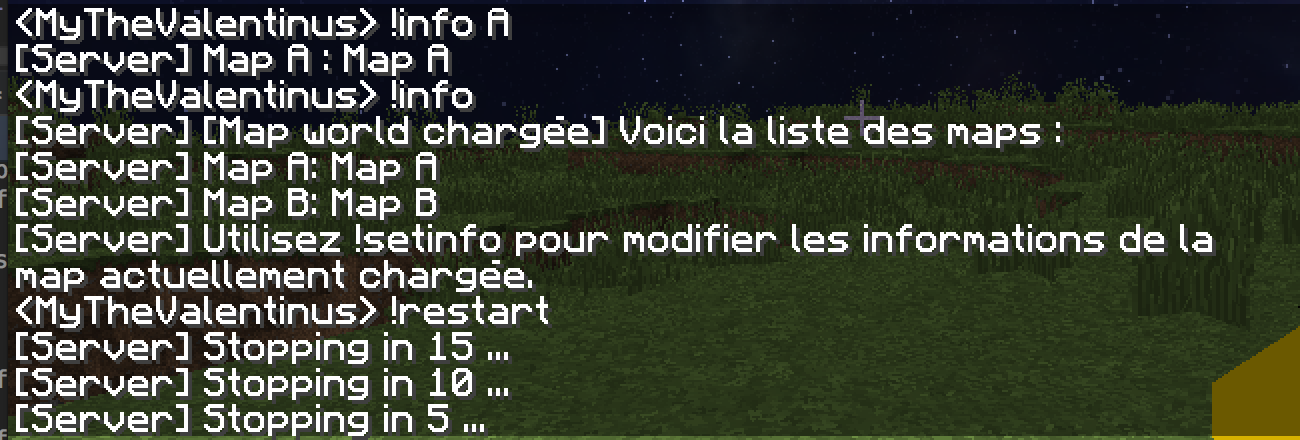 <MyTheValentinus> !info A
[Server] Map A : Map A
<MyTheValentinus> !info
[Server] [Map world chargée] Voici la liste des maps :
[Server] Map A: Map A
[Server] Map B: Map B
[Server] Utilisez !setinfo pour modifier les informations de la
map actuellement chargée.
<MyTheValentinus> !restart
[Server] Stopping in 15 ...
[Server] Stopping in 10 ...
[Server] Stopping in 5 ...